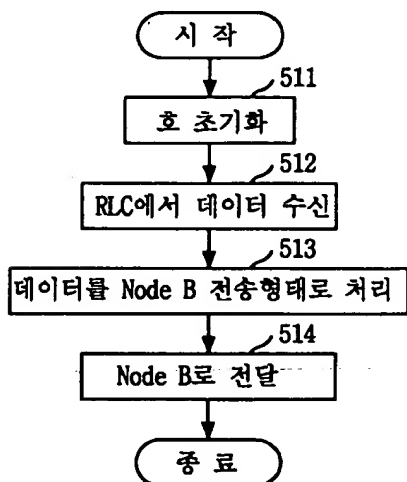 시 작
511
호 초기화
512
RLC에서 데이터 수신
513
데이터를 Node B 전송형태로 처리
514
Node B로 전달
종 료